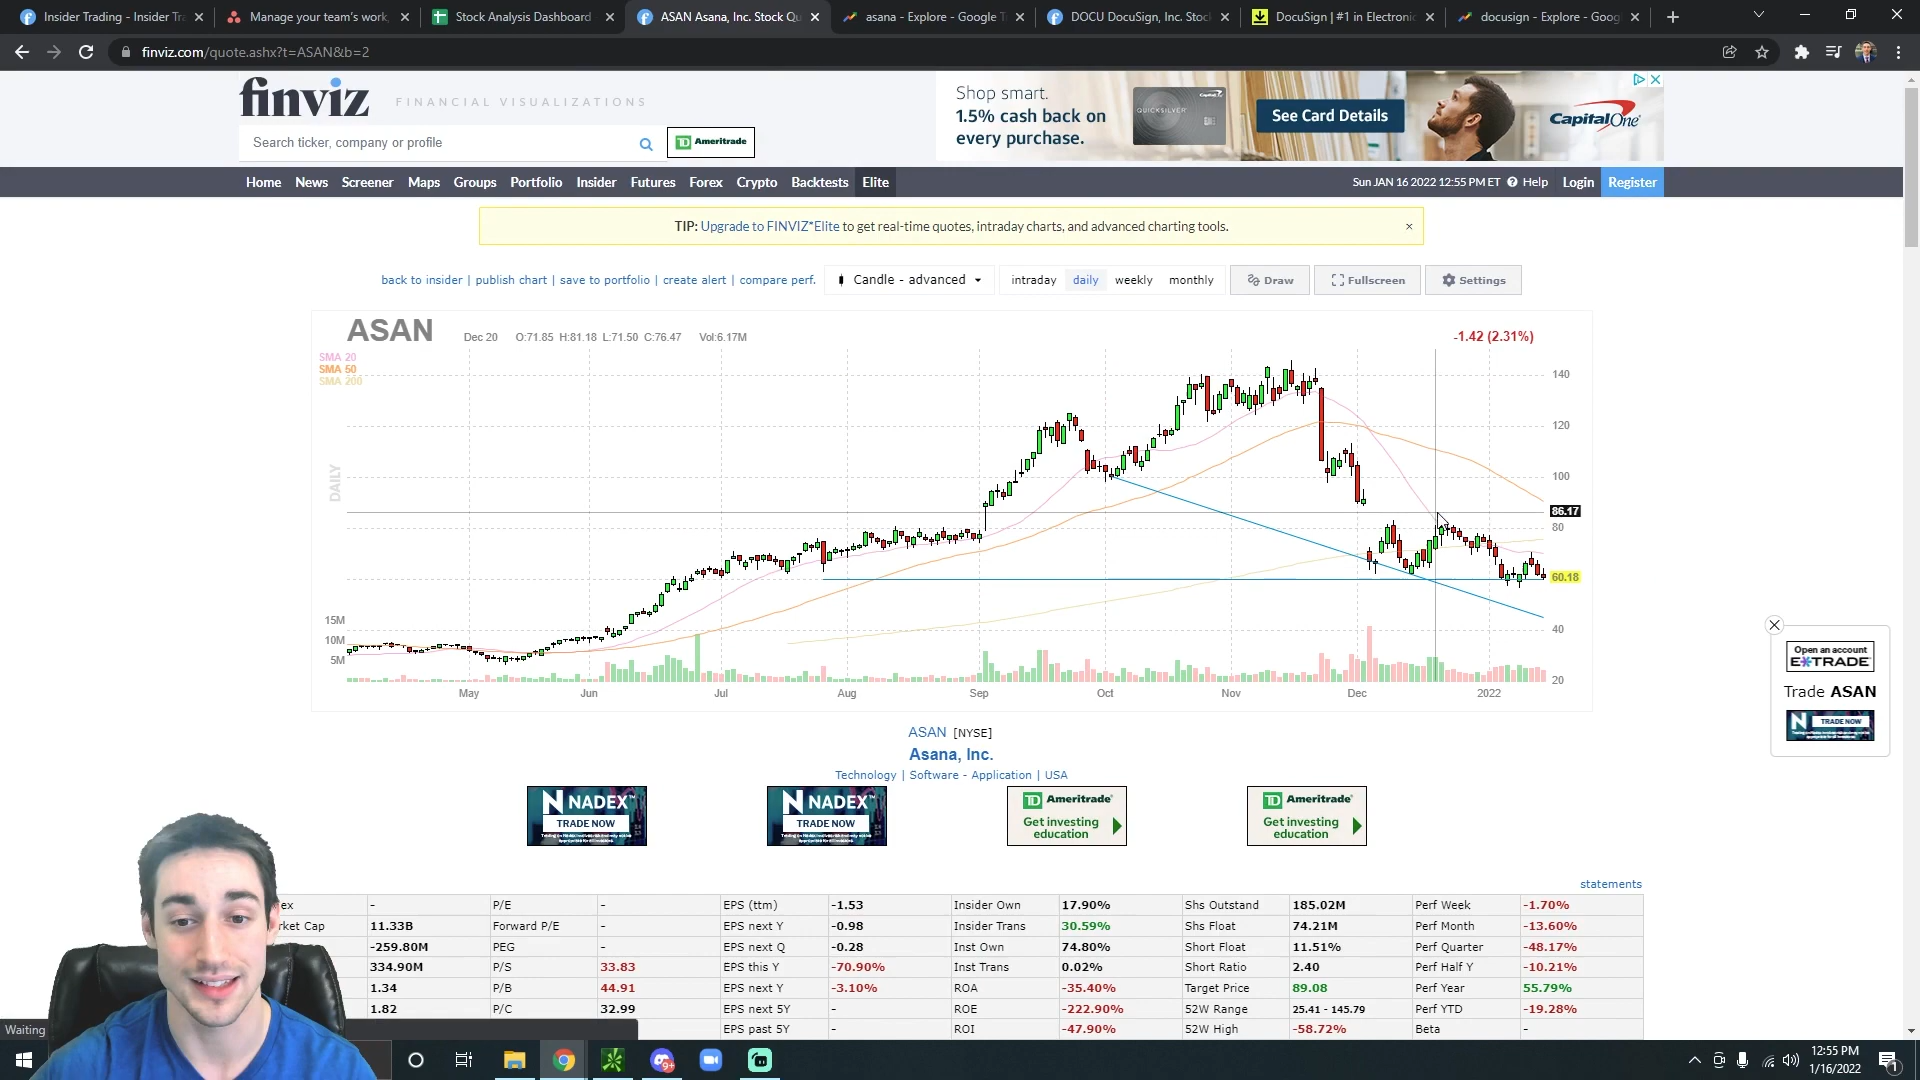 Insider Trading - Insider Tra
Manage your team's work,
Stock Analysis Dashboard
ASAN Asana, Inc. Stock Qu
asana - Explore - Google T
DOCU DocuSign, Inc. Stoc
DocuSign | #1 in Electronic
docusign - Explore - Goog
finviz.com/quote.ashx?t=ASAN&b=2
finviz FINANCIAL VISUALIZATIONS
Search ticker, company or profile
TD Ameritrade
Shop smart.
1.5% cash back on
every purchase.
QUICKSILVER
See Card Details
Capital One
Home News Screener Maps Groups Portfolio Insider Futures Forex Crypto Backtests Elite
Sun JAN 16 2022 12:55 PM ET Help Login Register
TIP: Upgrade to FINVIZ*Elite to get real-time quotes, intraday charts, and advanced charting tools. ×
back to insider | publish chart | save to portfolio | create alert | compare perf.
Candle - advanced intraday daily weekly monthly Draw Fullscreen Settings
ASAN Dec 20 O:71.85 H:81.18 L:71.50 C:76.47 Vol:6.17M -1.42 (2.31%)
SMA 20
SMA 50
SMA 200
DAILY
140
120
100
86.17
80
60.18
40
20
15M
10M
5M
May Jun Jul Aug Sep Oct Nov Dec 2022
Open an account
E*TRADE
Trade ASAN
N TRADE NOW
ASAN [NYSE]
Asana, Inc.
Technology | Software - Application | USA
NADEX
TRADE NOW
NADEX
TRADE NOW
TD Ameritrade
Get investing
education
TD Ameritrade
Get investing
education
statements
ex - P/E - EPS (ttm) -1.53 Insider Own 17.90% Shs Outstand 185.02M Perf Week -1.70%
rket Cap 11.33B Forward P/E - EPS next Y -0.98 Insider Trans 30.59% Shs Float 74.21M Perf Month -13.60%
-259.80M PEG - EPS next Q -0.28 Inst Own 74.80% Short Float 11.51% Perf Quarter -48.17%
334.90M P/S 33.83 EPS this Y -70.90% Inst Trans 0.02% Short Ratio 2.40 Perf Half Y -10.21%
1.34 P/B 44.91 EPS next Y -3.10% ROA -35.40% Target Price 89.08 Perf Year 55.79%
1.82 P/C 32.99 EPS next 5Y - ROE -222.90% 52W Range 25.41 - 145.79 Perf YTD -19.28%
EPS past 5Y - ROI -47.90% 52W High -58.72% Beta -
Waiting
9+
12:55 PM
1/16/2022
1